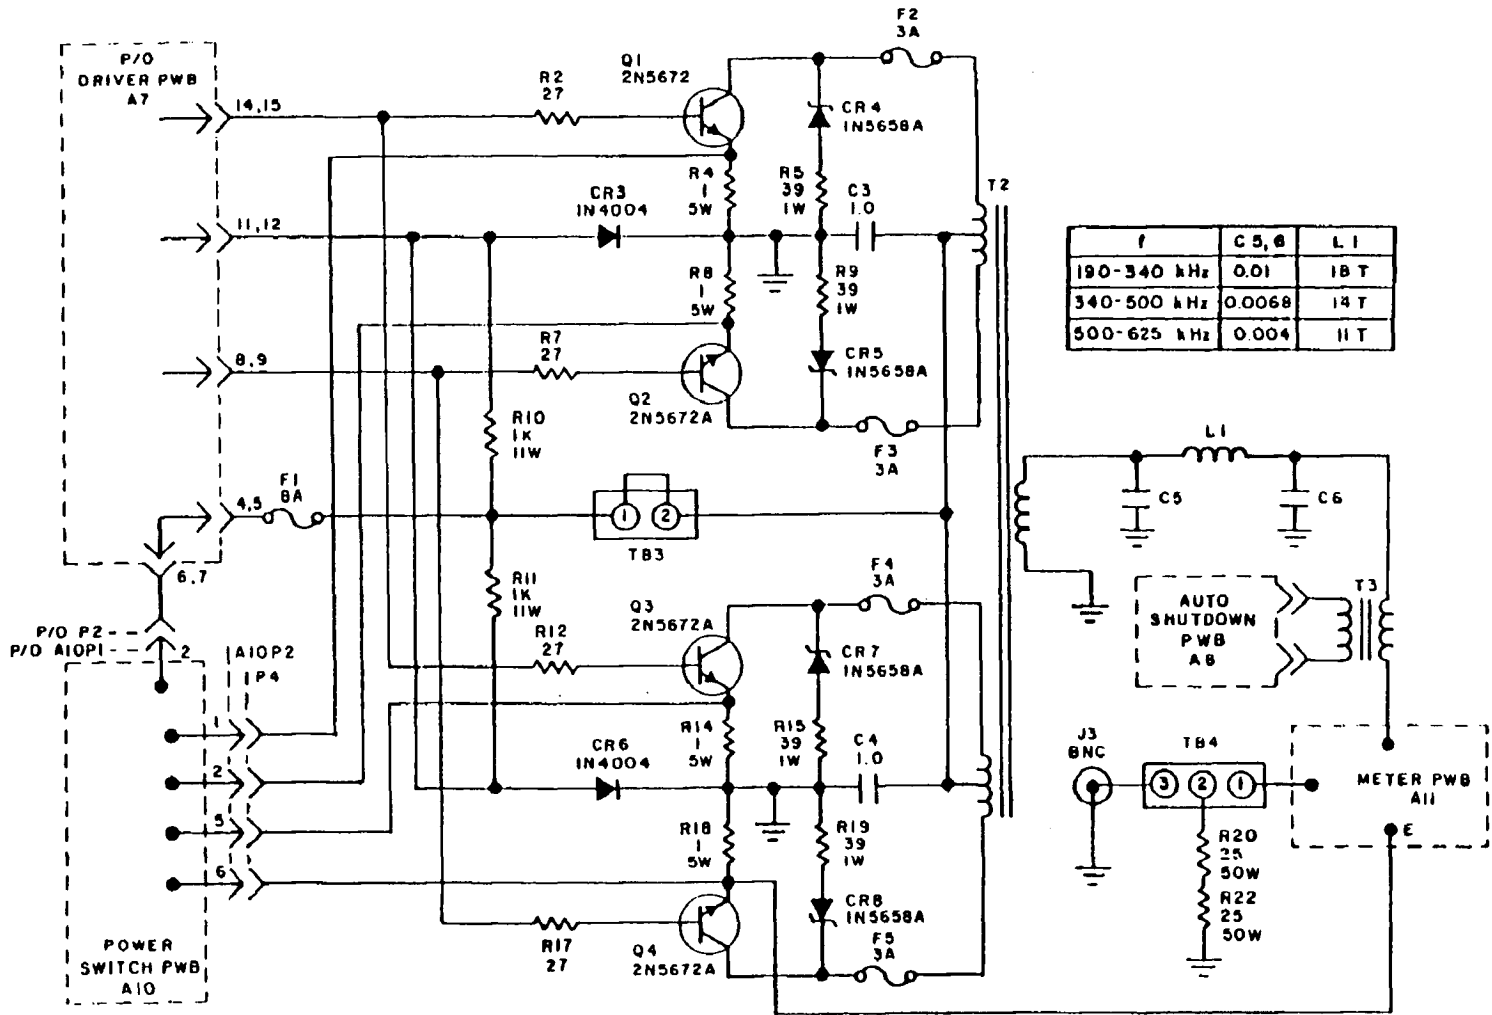 F2
3A
P/O
DRIVER PWB
A7
Q1
2N5672
R2
27
14,15
CR4
1N5658A
R4
1
5W
R5
39
1W
C3
1.0
T2
CR3
1N4004
11,12
f
C5,6
L1
190-340 kHz
0.01
18 T
340-500 kHz
0.0068
14 T
500-625 kHz
0.004
11 T
R8
1
5W
R9
39
1W
R7
27
8,9
CR5
1N5658A
Q2
2N5672A
R10
1K
11W
F3
3A
L1
F1
8A
4,5
1
2
TB3
C5
C6
6,7
R11
1K
11W
F4
3A
Q3
2N5672A
R12
27
AUTO
SHUTDOWN
PWB
A8
T3
P/O P2
P/O A10P1
2
A10P2
P4
CR7
1N5658A
1
R14
1
5W
R15
39
1W
C4
1.0
CR6
1N4004
J3
BNC
TB4
3
2
1
METER PWB
A11
E
2
5
R18
1
5W
R19
39
1W
R20
25
50W
6
R22
25
50W
CR8
1N5658A
F5
3A
R17
27
Q4
2N5672A
POWER
SWITCH PWB
A10